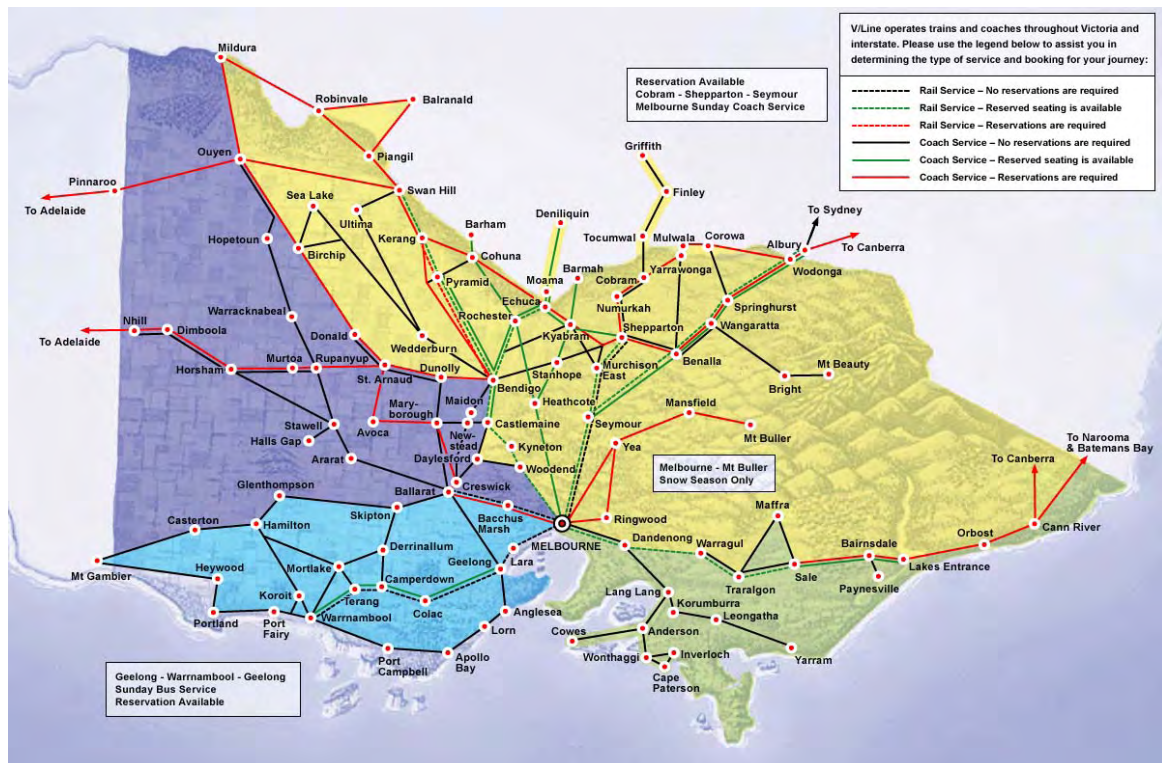 V/Line operates trains and coaches throughout Victoria and
interstate. Please use the legend below to assist you in
determining the type of service and booking for your journey:
Rail Service – No reservations are required
Rail Service – Reserved seating is available
Rail Service – Reservations are required
Coach Service – No reservations are required
Coach Service – Reserved seating is available
Coach Service – Reservations are required
Reservation Available
Cobram - Shepparton - Seymour
Melbourne Sunday Coach Service
Mildura
Robinvale
Balranald
Ouyen
Piangil
Pinnaroo
To Adelaide
Swan Hill
Sea Lake
Ultima
Griffith
Finley
Deniliquin
Barham
Kerang
Cohuna
Tocumwal
Mulwala
Corowa
To Sydney
Albury
To Canberra
Hopetoun
Birchip
Pyramid
Moama
Barmah
Echuca
Cobram
Yarrawonga
Wodonga
Numurkah
Springhurst
Warracknabeal
Rochester
Kyabram
Shepparton
Wangaratta
Nhill
Dimboola
To Adelaide
Donald
Wedderburn
Murtoa
Rupanyup
Horsham
St. Arnaud
Dunolly
Bendigo
Stanhope
Murchison
East
Benalla
Mt Beauty
Bright
Maidon
Mary-
borough
Heathcote
Mansfield
Stawell
Avoca
New-
stead
Castlemaine
Seymour
Mt Buller
Halls Gap
Kyneton
Yea
To Narooma
& Batemans Bay
Ararat
Daylesford
Woodend
Melbourne - Mt Buller
Snow Season Only
To Canberra
Glenthompson
Ballarat
Creswick
Maffra
Skipton
Bacchus
Marsh
Ringwood
Casterton
Hamilton
MELBOURNE
Dandenong
Bairnsdale
Orbost
Cann River
Derrinallum
Warragul
Mt Gambier
Heywood
Mortlake
Geelong
Lara
Sale
Lakes Entrance
Camperdown
Traralgon
Paynesville
Koroit
Terang
Lang Lang
Colac
Korumburra
Portland
Port
Fairy
Warrnambool
Anglesea
Leongatha
Lorn
Cowes
Anderson
Port
Campbell
Apollo
Bay
Wonthaggi
Inverloch
Yarram
Cape
Paterson
Geelong - Warrnambool - Geelong
Sunday Bus Service
Reservation Available